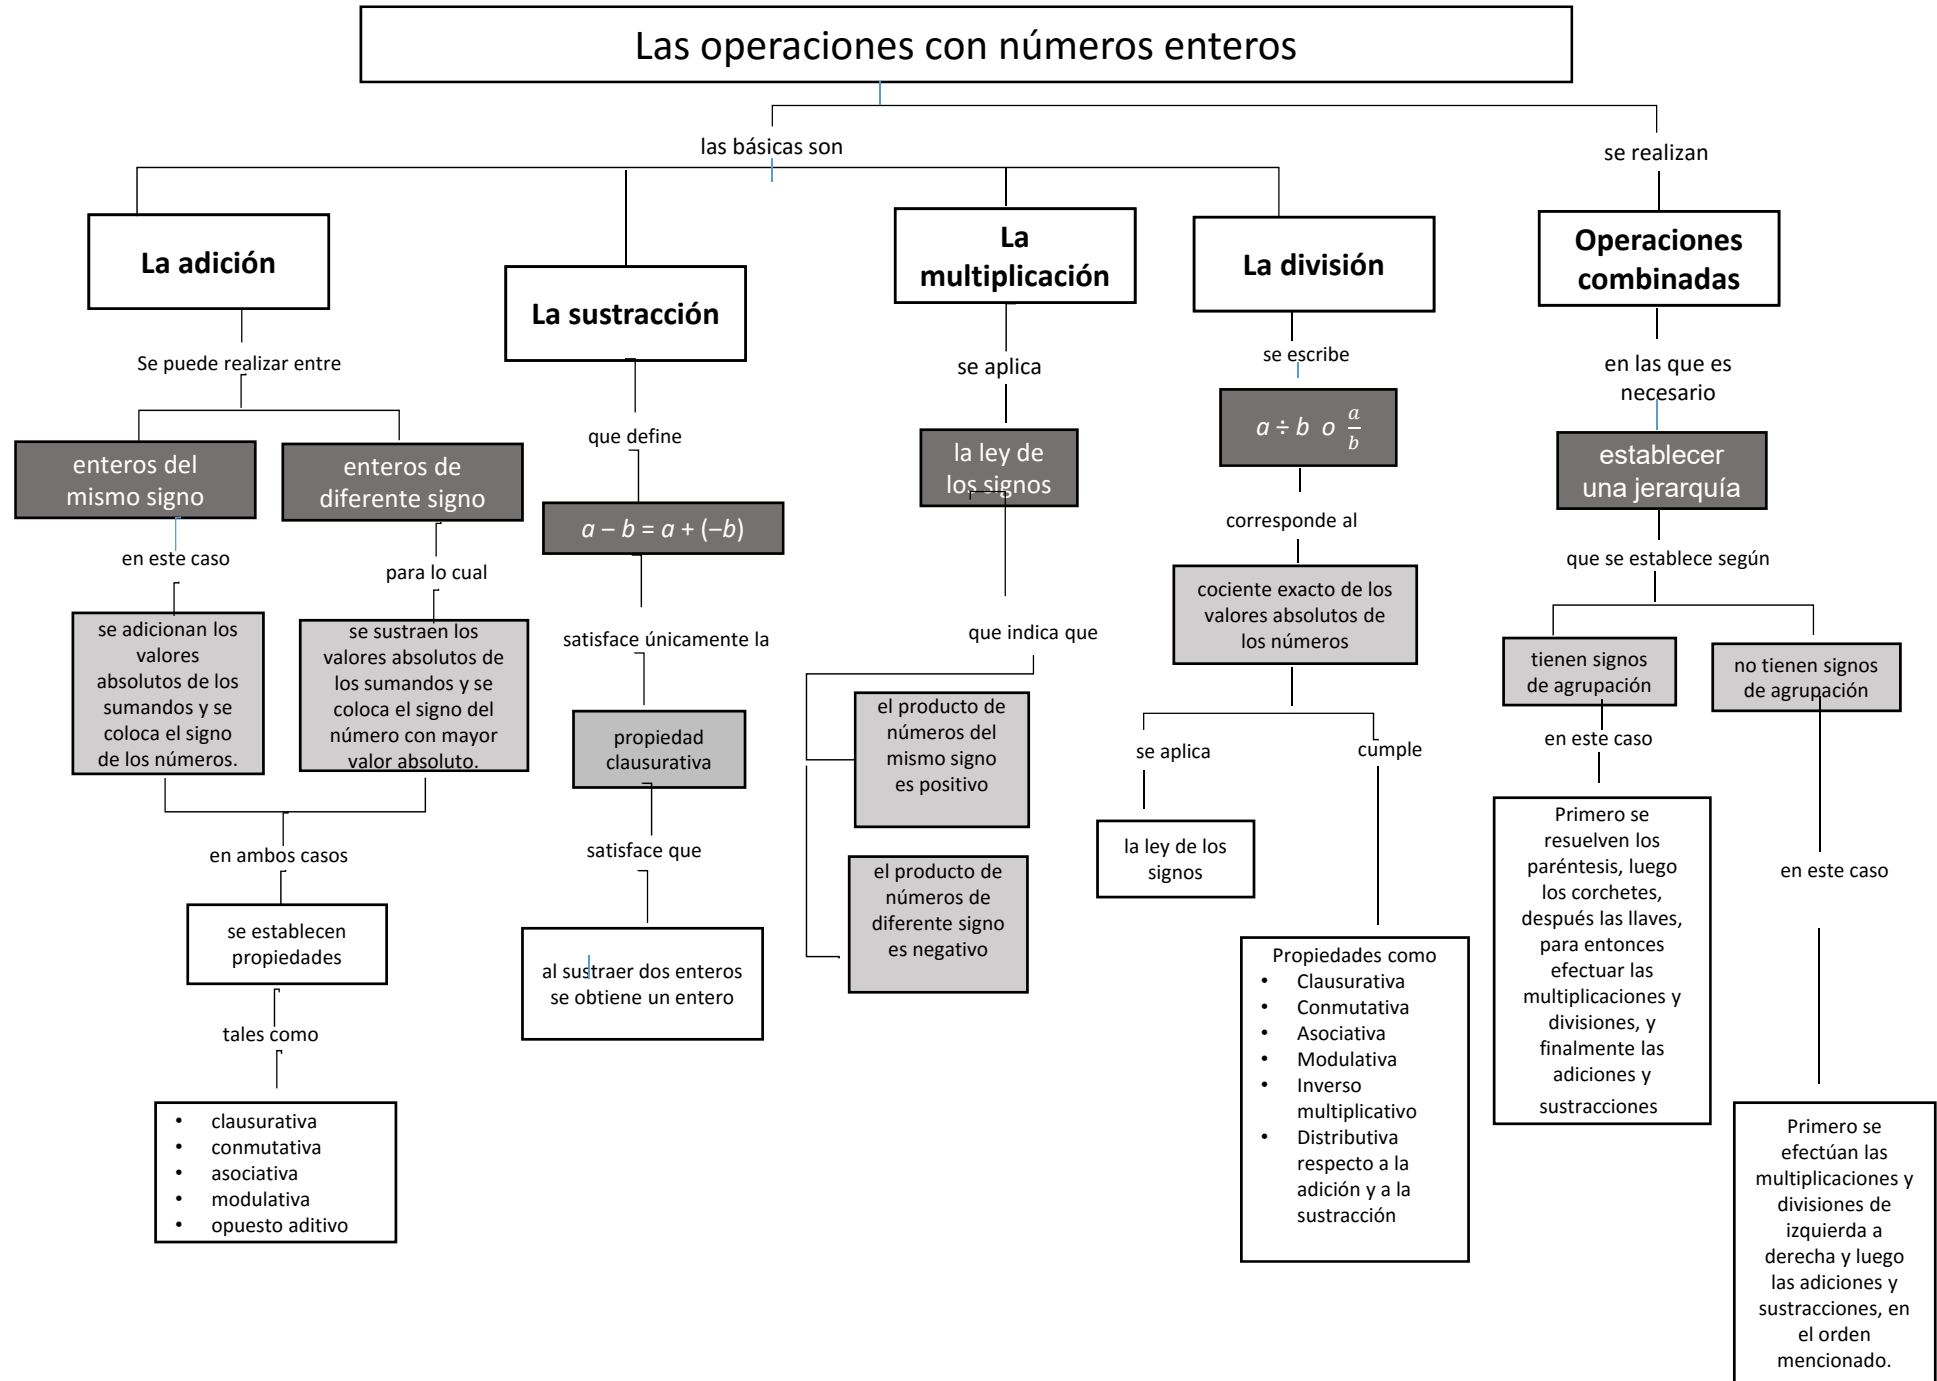 Las operaciones con números enteros
las básicas son
se realizan
La adición
Se puede realizar entre
enteros del
mismo signo
en este caso
se adicionan los
valores
absolutos de los
sumandos y se
coloca el signo
de los números.
enteros de
diferente signo
para lo cual
se sustraen los
valores absolutos de
los sumandos y se
coloca el signo del
número con mayor
valor absoluto.
en ambos casos
se establecen
propiedades
tales como
• clausurativa
• conmutativa
• asociativa
• modulativa
• opuesto aditivo
La sustracción
que define
a – b = a + (–b)
satisface únicamente la
propiedad
clausurativa
satisface que
al sustraer dos enteros
se obtiene un entero
La
multiplicación
se aplica
la ley de
los signos
que indica que
el producto de
números del
mismo signo
es positivo
el producto de
números de
diferente signo
es negativo
La división
se escribe
a ÷ b o a/b
corresponde al
cociente exacto de los
valores absolutos de
los números
se aplica
la ley de los
signos
cumple
Propiedades como
• Clausurativa
• Conmutativa
• Asociativa
• Modulativa
• Inverso
multiplicativo
• Distributiva
respecto a la
adición y a la
sustracción
Operaciones
combinadas
en las que es
necesario
establecer
una jerarquía
que se establece según
tienen signos
de agrupación
en este caso
Primero se
resuelven los
paréntesis, luego
los corchetes,
después las llaves,
para entonces
efectuar las
multiplicaciones y
divisiones, y
finalmente las
adiciones y
sustracciones
no tienen signos
de agrupación
en este caso
Primero se
efectúan las
multiplicaciones y
divisiones de
izquierda a
derecha y luego
las adiciones y
sustracciones, en
el orden
mencionado.